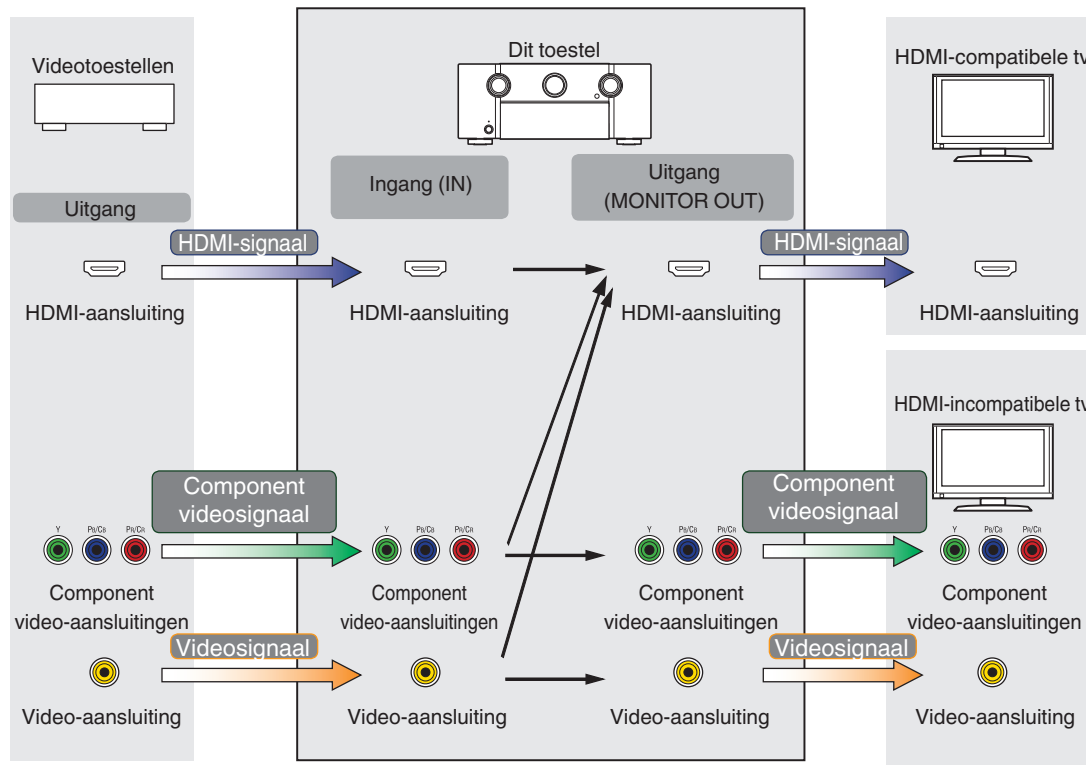 Dit toestel
Videotoestellen
HDMI-compatibele tv
Ingang (IN)
Uitgang
(MONITOR OUT)
Uitgang
HDMI-signaal
HDMI-signaal
HDMI-aansluiting
HDMI-aansluiting
HDMI-aansluiting
HDMI-aansluiting
HDMI-incompatibele tv
Component
videosignaal
Component
videosignaal
Y PB/CB PR/CR
Y PB/CB PR/CR
Y PB/CB PR/CR
Y PB/CB PR/CR
Component
video-aansluitingen
Component
video-aansluitingen
Component
video-aansluitingen
Component
video-aansluitingen
Videosignaal
Videosignaal
Video-aansluiting
Video-aansluiting
Video-aansluiting
Video-aansluiting